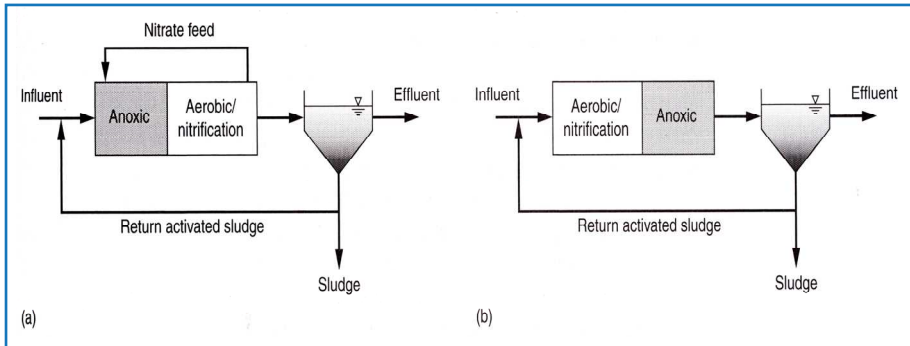 Nitrate feed
Influent
Anoxic
Aerobic/
nitrification
Effluent
Return activated sludge
Sludge
(a)
Influent
Aerobic/
nitrification
Anoxic
Effluent
Return activated sludge
Sludge
(b)